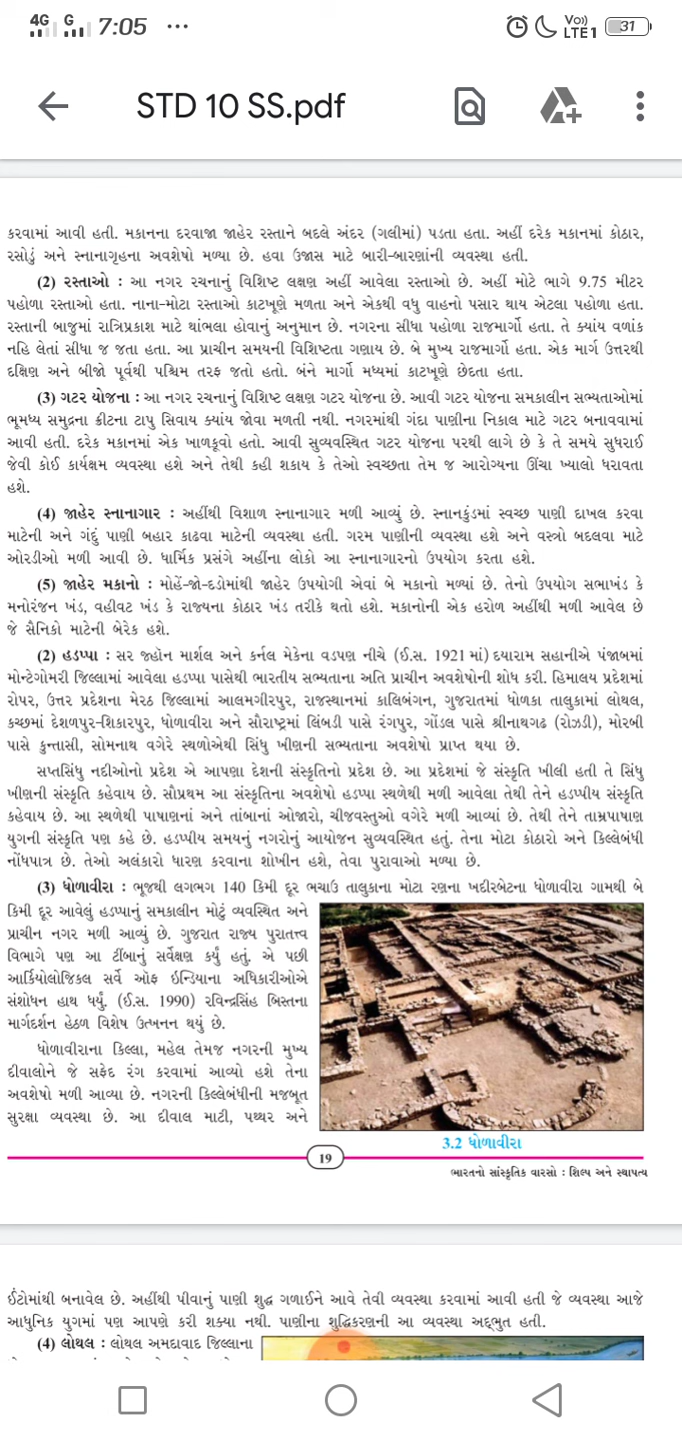 4G G 7:05 ... Vo)) LTE1 31
STD 10 SS.pdf
કરવામાં આવી હતી. મકાનના દરવાજા જાહેર રસ્તાને બદલે અંદર (ગલીમાં) પડતા હતા. અહીં દરેક મકાનમાં કોઠાર,
રસોડું અને સ્નાનાગૃહના અવશેષો મળ્યા છે. હવા ઉજાસ માટે બારી-બારણાંની વ્યવસ્થા હતી.
(2) રસ્તાઓ : આ નગર રચનાનું વિશિષ્ટ લક્ષણ અહીં આવેલા રસ્તાઓ છે. અહીં મોટે ભાગે 9.75 મીટર
પહોળા રસ્તાઓ હતા. નાના-મોટા રસ્તાઓ કાટખૂણે મળતા અને એકથી વધુ વાહનો પસાર થાય એટલા પહોળા હતા.
રસ્તાની બાજુમાં રાત્રિપ્રકાશ માટે થાંભલા હોવાનું અનુમાન છે. નગરના સીધા પહોળા રાજમાર્ગો હતા. તે ક્યાંય વળાંક
નહિ લેતાં સીધા જ જતા હતા. આ પ્રાચીન સમયની વિશિષ્ટતા ગણાય છે. બે મુખ્ય રાજમાર્ગો હતા. એક માર્ગ ઉત્તરથી
દક્ષિણ અને બીજો પૂર્વથી પશ્ચિમ તરફ જતો હતો. બંને માર્ગો મધ્યમાં કાટખૂણે છેદતા હતા.
(3) ગટર યોજના : આ નગર રચનાનું વિશિષ્ટ લક્ષણ ગટર યોજના છે. આવી ગટર યોજના સમકાલીન સભ્યતાઓમાં
ભૂમધ્ય સમુદ્રના ક્રીટના ટાપુ સિવાય ક્યાંય જોવા મળતી નથી. નગરમાંથી ગંદા પાણીના નિકાલ માટે ગટર બનાવવામાં
આવી હતી. દરેક મકાનમાં એક ખાળકૂવો હતો. આવી સુવ્યવસ્થિત ગટર યોજના પરથી લાગે છે કે તે સમયે સુધરાઈ
જેવી કોઈ કાર્યક્ષમ વ્યવસ્થા હશે અને તેથી કહી શકાય કે તેઓ સ્વચ્છતા તેમ જ આરોગ્યના ઊંચા ખ્યાલો ધરાવતા
હશે.
(4) જાહેર સ્નાનાગાર : અહીંથી વિશાળ સ્નાનાગાર મળી આવ્યું છે. સ્નાનકુંડમાં સ્વચ્છ પાણી દાખલ કરવા
માટેની અને ગંદું પાણી બહાર કાઢવા માટેની વ્યવસ્થા હતી. ગરમ પાણીની વ્યવસ્થા હશે અને વસ્ત્રો બદલવા માટે
ઓરડીઓ મળી આવી છે. ધાર્મિક પ્રસંગે અહીંના લોકો આ સ્નાનાગારનો ઉપયોગ કરતા હશે.
(5) જાહેર મકાનો : મોહેં-જો-દડોમાંથી જાહેર ઉપયોગી એવાં બે મકાનો મળ્યાં છે. તેનો ઉપયોગ સભાખંડ કે
મનોરંજન ખંડ, વહીવટ ખંડ કે રાજ્યના કોઠાર ખંડ તરીકે થતો હશે. મકાનોની એક હરોળ અહીંથી મળી આવેલ છે
જે સૈનિકો માટેની બેરેક હશે.
(2) હડપ્પા : સર જ્હોન માર્શલ અને કર્નલ મેકેના વડપણ નીચે (ઈ.સ. 1921 માં) દયારામ સહાનીએ પંજાબમાં
મોન્ટેગોમરી જિલ્લામાં આવેલા હડપ્પા પાસેથી ભારતીય સભ્યતાના અતિ પ્રાચીન અવશેષોની શોધ કરી. હિમાલય પ્રદેશમાં
રોપર, ઉત્તર પ્રદેશના મેરઠ જિલ્લામાં આલમગીરપુર, રાજસ્થાનમાં કાલિબંગન, ગુજરાતમાં ધોળકા તાલુકામાં લોથલ,
કચ્છમાં દેશળપુર-શિકારપુર, ધોળાવીરા અને સૌરાષ્ટ્રમાં લિંબડી પાસે રંગપુર, ગોંડલ પાસે શ્રીનાથગઢ (રોઝડી), મોરબી
પાસે કુન્તાસી, સોમનાથ વગેરે સ્થળોએથી સિંધુ ખીણની સભ્યતાના અવશેષો પ્રાપ્ત થયા છે.
સપ્તસિંધુ નદીઓનો પ્રદેશ એ આપણા દેશની સંસ્કૃતિનો પ્રદેશ છે. આ પ્રદેશમાં જે સંસ્કૃતિ ખીલી હતી તે સિંધુ
ખીણની સંસ્કૃતિ કહેવાય છે. સૌપ્રથમ આ સંસ્કૃતિના અવશેષો હડપ્પા સ્થળેથી મળી આવેલા તેથી તેને હડપ્પીય સંસ્કૃતિ
કહેવાય છે. આ સ્થળેથી પાષાણનાં અને તાંબાનાં ઓજારો, ચીજવસ્તુઓ વગેરે મળી આવ્યાં છે. તેથી તેને તામ્રપાષાણ
યુગની સંસ્કૃતિ પણ કહે છે. હડપ્પીય સમયનું નગરોનું આયોજન સુવ્યવસ્થિત હતું. તેના મોટા કોઠારો અને કિલ્લેબંધી
નોંધપાત્ર છે. તેઓ અલંકારો ધારણ કરવાના શોખીન હશે, તેવા પુરાવાઓ મળ્યા છે.
(3) ધોળાવીરા : ભૂજથી લગભગ 140 કિમી દૂર ભચાઉ તાલુકાના મોટા રણના ખદીરબેટના ધોળાવીરા ગામથી બે
કિમી દૂર આવેલું હડપ્પાનું સમકાલીન મોટું વ્યવસ્થિત અને
પ્રાચીન નગર મળી આવ્યું છે. ગુજરાત રાજ્ય પુરાતત્ત્વ
વિભાગે પણ આ ટીંબાનું સર્વેક્ષણ કર્યું હતું. એ પછી
આર્કિયોલોજિકલ સર્વે ઑફ ઇન્ડિયાના અધિકારીઓએ
સંશોધન હાથ ધર્યું. (ઈ.સ. 1990) રવિન્દ્રસિંહ બિસ્તના
માર્ગદર્શન હેઠળ વિશેષ ઉત્ખનન થયું છે.
ધોળાવીરાના કિલ્લા, મહેલ તેમજ નગરની મુખ્ય
દીવાલોને જે સફેદ રંગ કરવામાં આવ્યો હશે તેના
અવશેષો મળી આવ્યા છે. નગરની કિલ્લેબંધીની મજબૂત
સુરક્ષા વ્યવસ્થા છે. આ દીવાલ માટી, પથ્થર અને
3.2 ધોળાવીરા
19
ભારતનો સાંસ્કૃતિક વારસો : શિલ્પ અને સ્થાપત્ય
ઈંટોમાંથી બનાવેલ છે. અહીંથી પીવાનું પાણી શુદ્ધ ગળાઈને આવે તેવી વ્યવસ્થા કરવામાં આવી હતી જે વ્યવસ્થા આજે
આધુનિક યુગમાં પણ આપણે કરી શક્યા નથી. પાણીના શુદ્ધિકરણની આ વ્યવસ્થા અદ્ભુત હતી.
(4) લોથલ : લોથલ અમદાવાદ જિલ્લાના